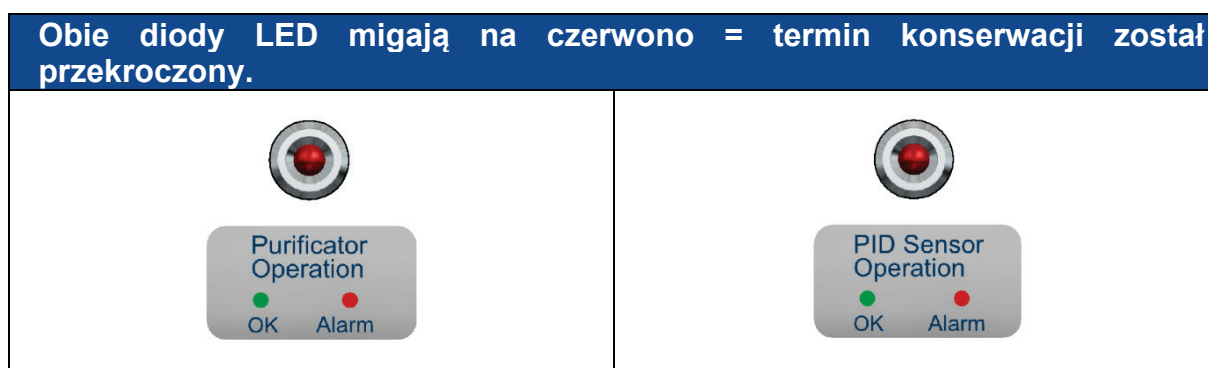 Obie diody LED migają na czerwono = termin konserwacji został
przekroczony.
Purificator
Operation
OK Alarm
PID Sensor
Operation
OK Alarm